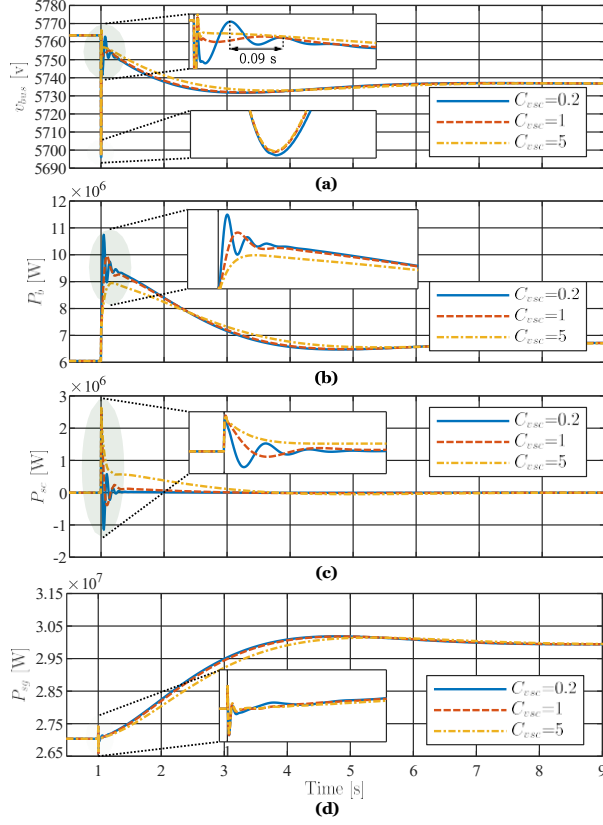 5780
5770
5760
5750
5740
5730
5720
5710
5700
5690
v_bus [v]
0.09 s
C_vsc=0.2
C_vsc=1
C_vsc=5
(a)
×10^6
12
11
10
9
8
7
6
P_b [W]
C_vsc=0.2
C_vsc=1
C_vsc=5
(b)
×10^6
3
2
1
0
-1
-2
P_sc [W]
C_vsc=0.2
C_vsc=1
C_vsc=5
(c)
×10^7
3.15
3.05
2.95
2.85
2.75
2.65
P_sg [W]
C_vsc=0.2
C_vsc=1
C_vsc=5
1 2 3 4 5 6 7 8 9
Time [s]
(d)